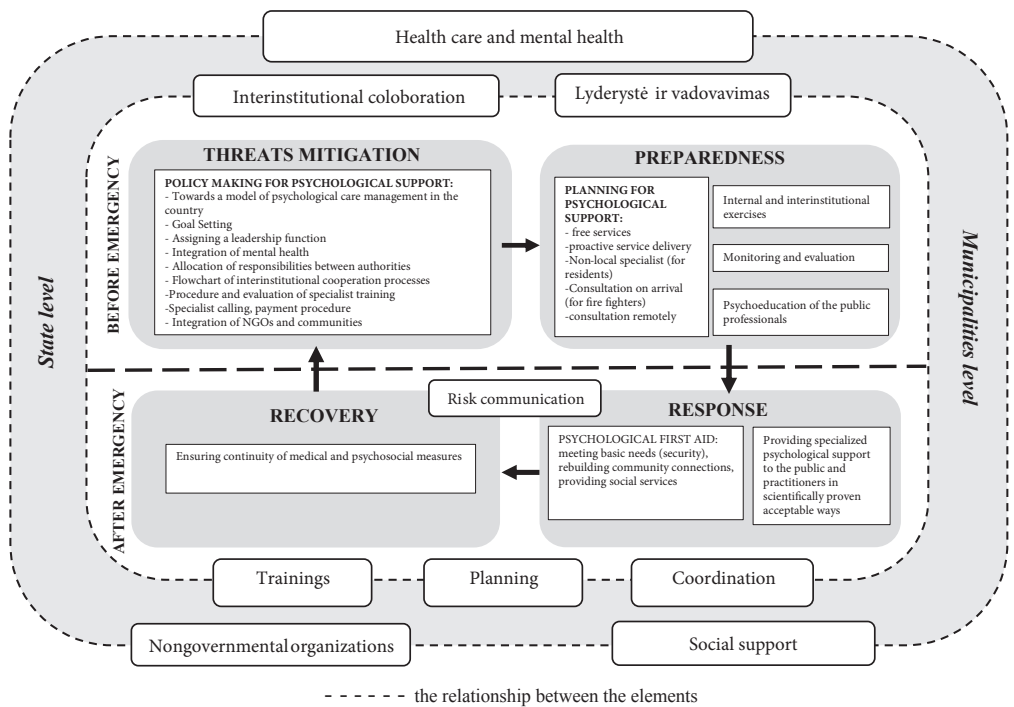 Health care and mental health
Interinstitutional coloboration
Lyderystė ir vadovavimas
State level
Municipalities level
BEFORE EMERGENCY
THREATS MITIGATION
POLICY MAKING FOR PSYCHOLOGICAL SUPPORT:
- Towards a model of psychological care management in the
country
- Goal Setting
- Assigning a leadership function
- Integration of mental health
- Allocation of responsibilities between authorities
- Flowchart of interinstitutional cooperation processes
-Procedure and evaluation of specialist training
-Specialist calling, payment procedure
- Integration of NGOs and communities
PREPAREDNESS
PLANNING FOR
PSYCHOLOGICAL
SUPPORT:
- free services
-proactive service delivery
-Non-local specialist (for
residents)
-Consultation on arrival
(for fire fighters)
-consultation remotely
Internal and interinstitutional
exercises
Monitoring and evaluation
Psychoeducation of the public
professionals
AFTER EMERGENCY
RECOVERY
Ensuring continuity of medical and psychosocial measures
Risk communication
RESPONSE
PSYCHOLOGICAL FIRST AID:
meeting basic needs (security),
rebuilding community connections,
providing social services
Providing specialized
psychological support
to the public and
practitioners in
scientifically proven
acceptable ways
Trainings
Planning
Coordination
Nongovernmental organizations
Social support
the relationship between the elements